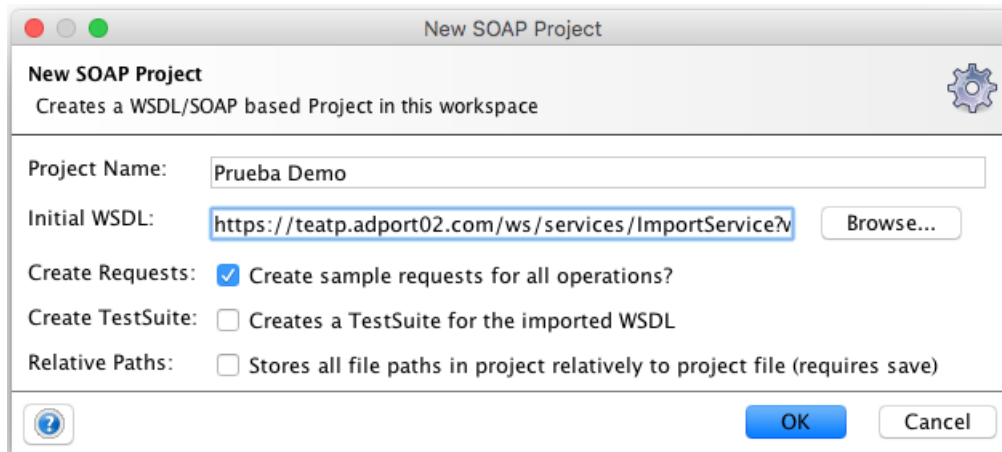 New SOAP Project
New SOAP Project
Creates a WSDL/SOAP based Project in this workspace
Project Name: Prueba Demo
Initial WSDL: https://teatp.adport02.com/ws/services/ImportService?w Browse...
Create Requests: Create sample requests for all operations?
Create TestSuite: Creates a TestSuite for the imported WSDL
Relative Paths: Stores all file paths in project relatively to project file (requires save)
? OK Cancel